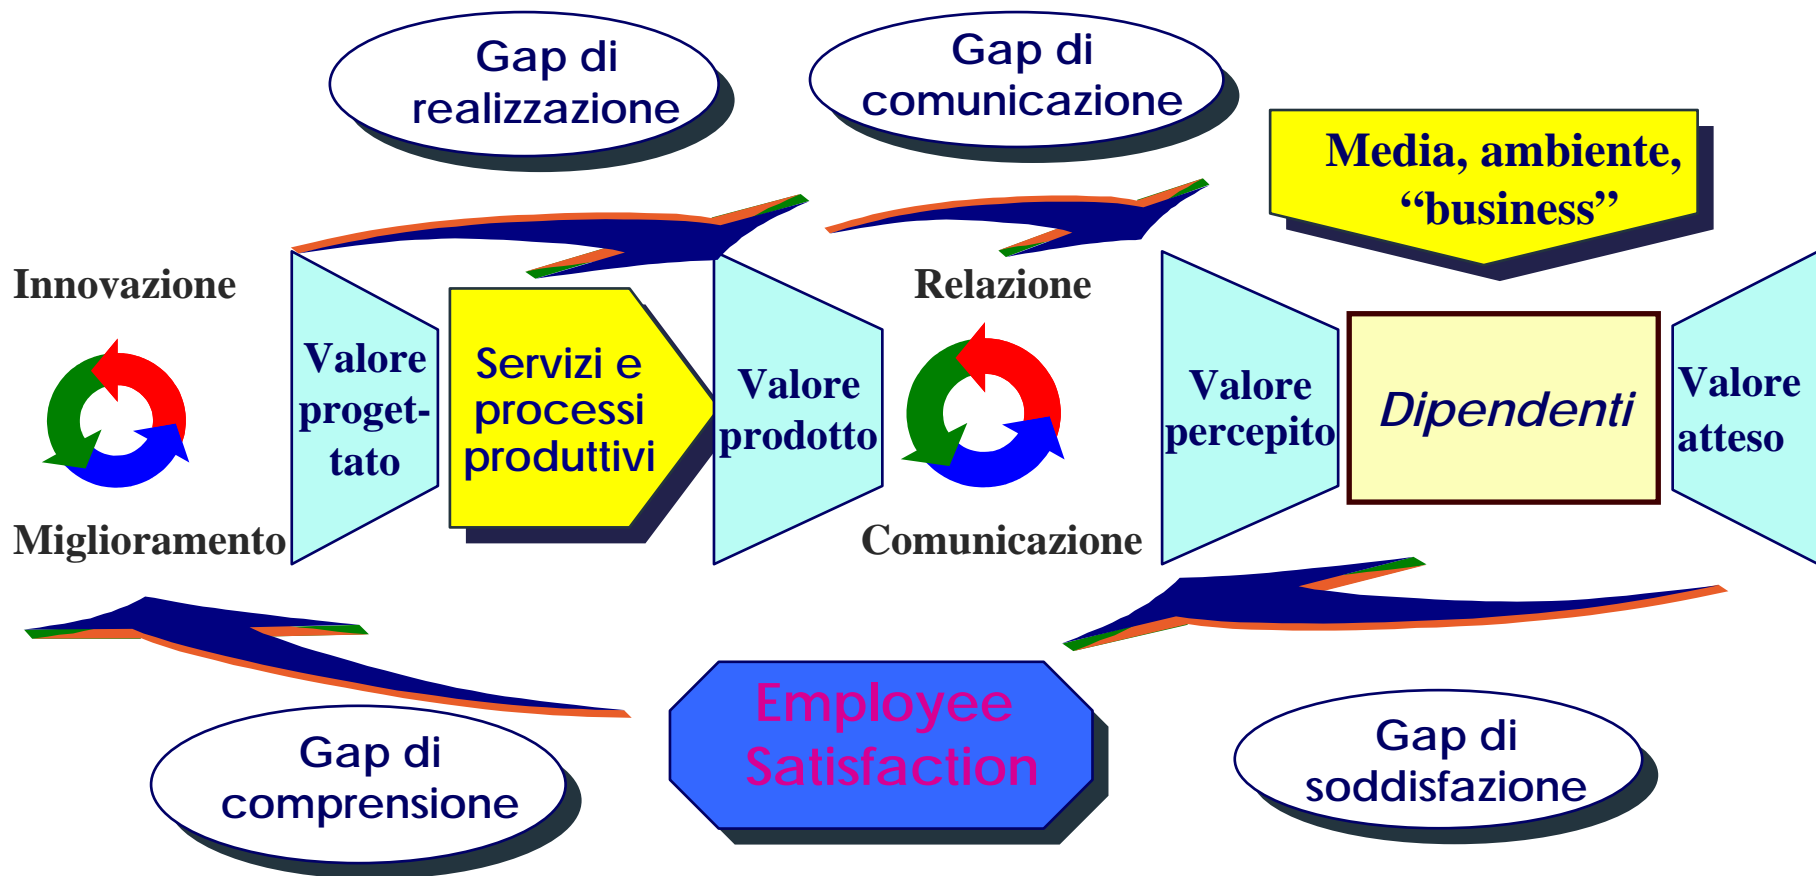 Gap di
realizzazione
Gap di
comunicazione
Media, ambiente,
“business”
Innovazione
Miglioramento
Valore
proget-
tato
Servizi e
processi
produttivi
Valore
prodotto
Relazione
Comunicazione
Valore
percepito
Dipendenti
Valore
atteso
Gap di
comprensione
Employee
Satisfaction
Gap di
soddisfazione